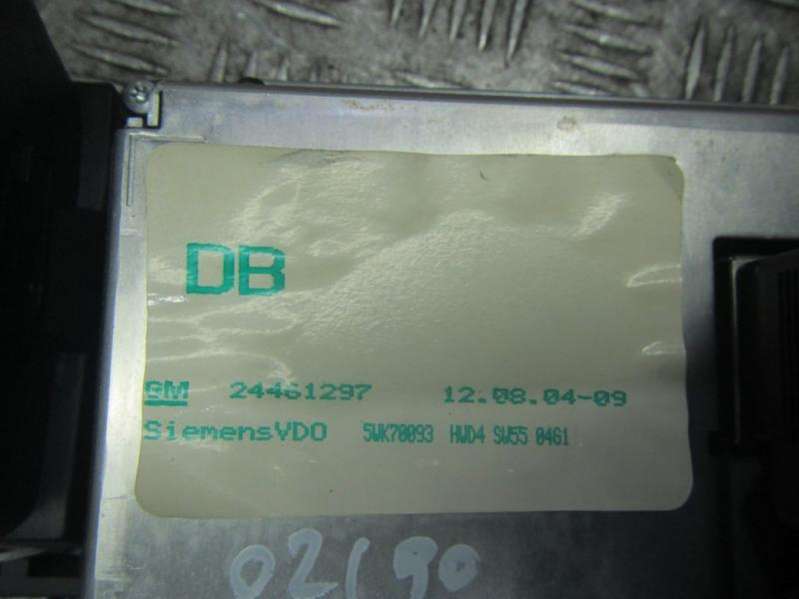 DB
GM 24461297 12.08.04-09
SiemensVDO 5WK70093 HWD4 SW55 0461
02190